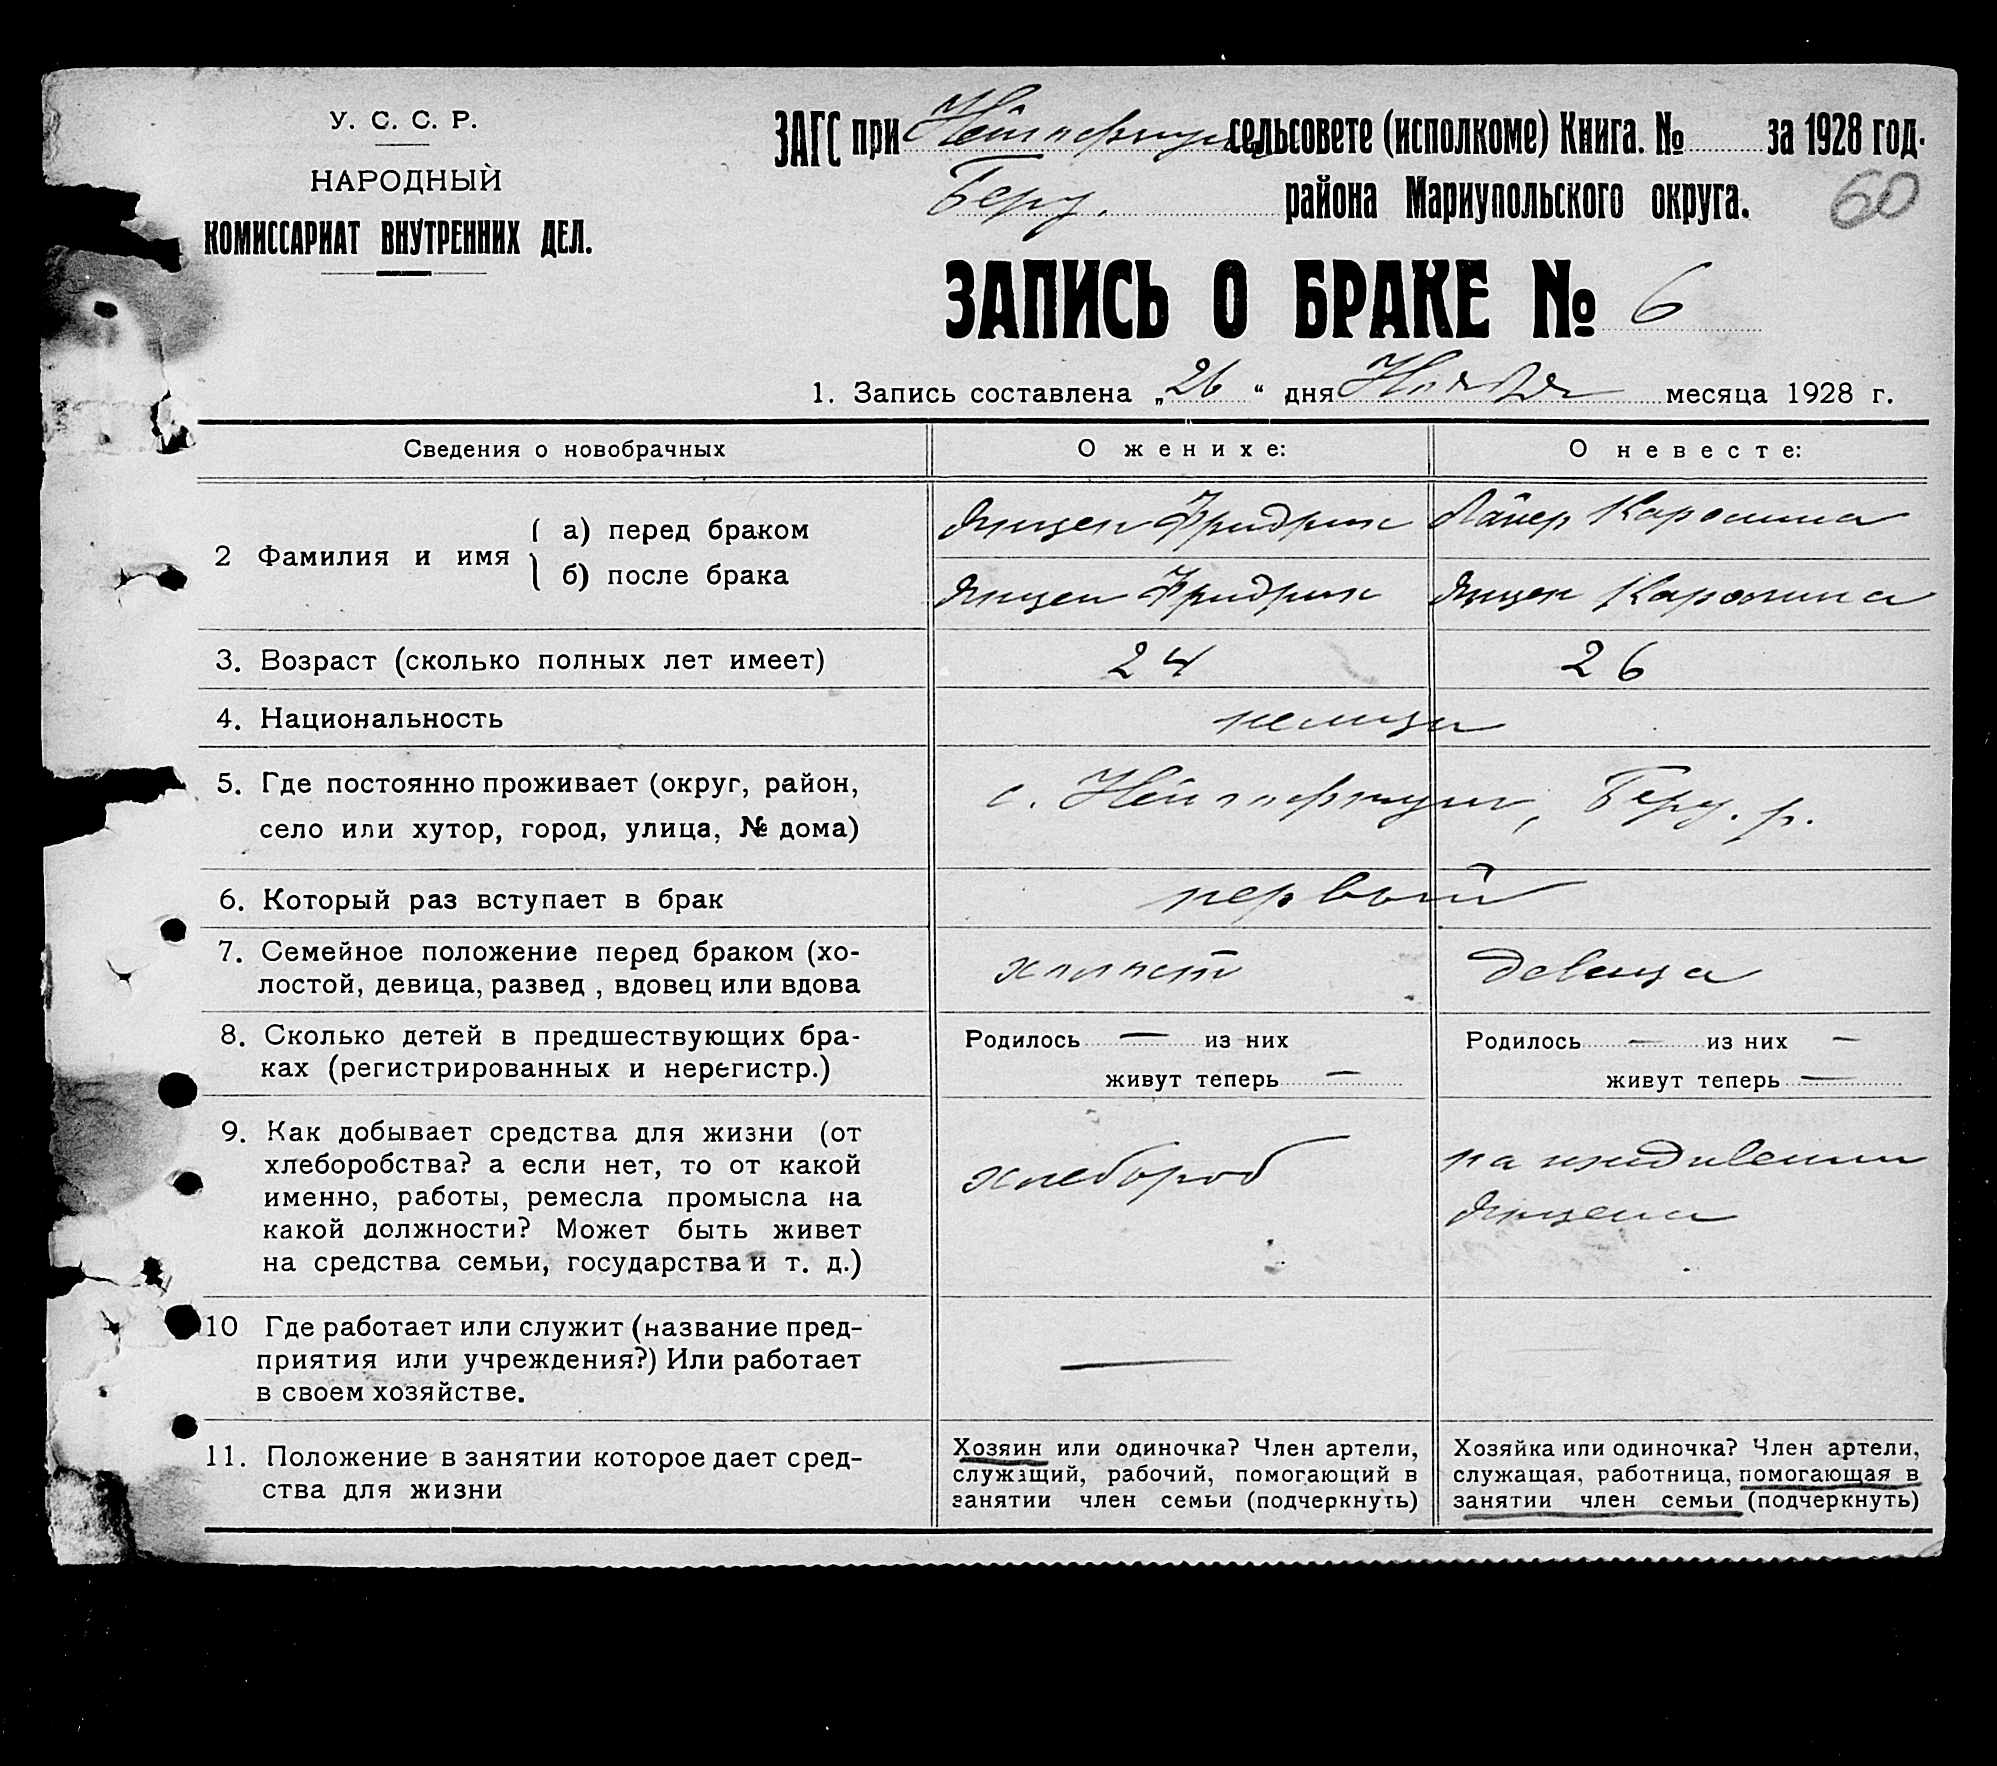 У. С. С. Р.
НАРОДНЫЙ
КОМИССАРИАТ ВНУТРЕННИХ ДЕЛ.
ЗАГС при сельсовете (исполкоме) Книга. № за 1928 год.
Беру. района Мариупольского округа.
60
ЗАПИСЬ О БРАКЕ № 6
1. Запись составлена „26“ дня Ноября месяца 1928 г.
Сведения о новобрачных
О женихе:
О невесте:
2 Фамилия и имя
а) перед браком
б) после брака
Янцен Фридрих
Каролина
Янцен Фридрих
Янцен Каролина
3. Возраст (сколько полных лет имеет)
24
26
4. Национальность
немцы
5. Где постоянно проживает (округ, район,
село или хутор, город, улица, № дома)
с. Беру. р.
6. Который раз вступает в брак
первый
7. Семейное положение перед браком (хо-
лостой, девица, развед , вдовец или вдова
холост
девица
8. Сколько детей в предшествующих бра-
ках (регистрированных и нерегистр.)
Родилось — из них
живут теперь —
Родилось — из них —
живут теперь —
9. Как добывает средства для жизни (от
хлеборобства? а если нет, то от какой
именно, работы, ремесла промысла на
какой должности? Может быть живет
на средства семьи, государства и т. д.)
хлебороб
на иждивении
Янцена
10 Где работает или служит (название пред-
приятия или учреждения?) Или работает
в своем хозяйстве.
—
11. Положение в занятии которое дает сред-
ства для жизни
Хозяин или одиночка? Член артели,
служащий, рабочий, помогающий в
занятии член семьи (подчеркнуть)
Хозяйка или одиночка? Член артели,
служащая, работница, помогающая в
занятии член семьи (подчеркнуть)